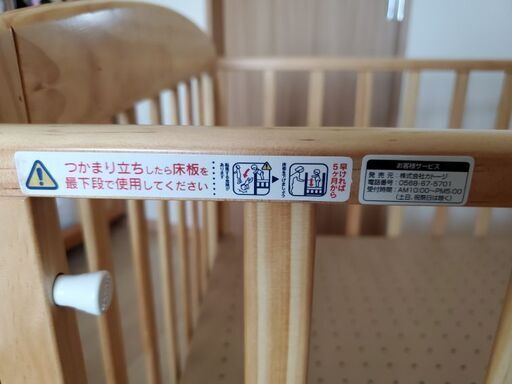 つかまり立ちしたら床板を
最下段で使用してください
早ければ
5ヶ月から
お客様サービス
発売元:株式会社カトージ
電話番号:0568-67-5701
受付時間:AM10:00~PM5:00
(土日、祝祭日は除く)